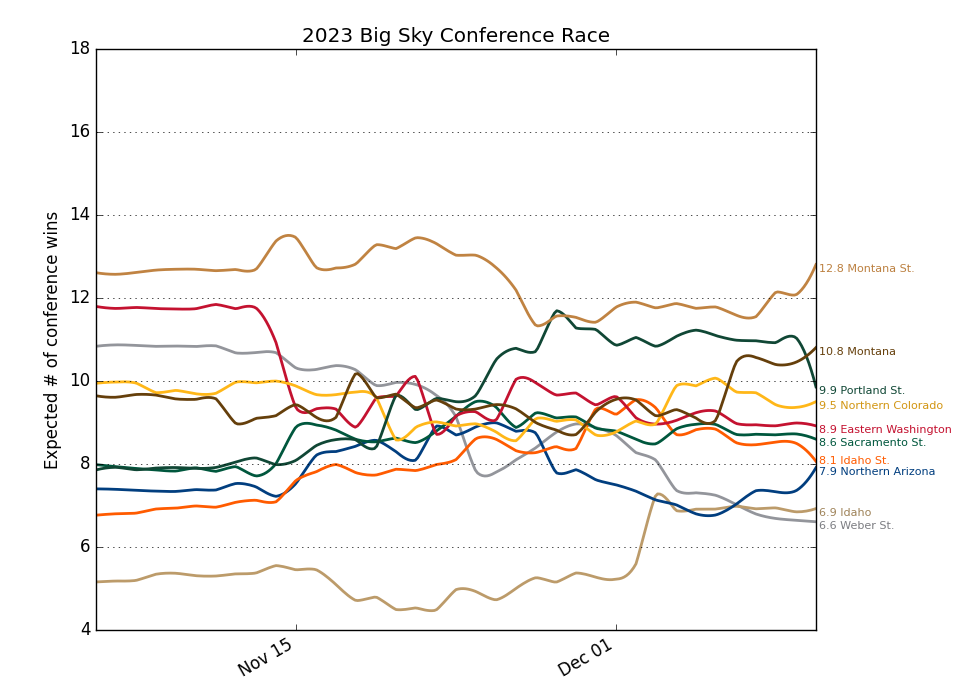 2023 Big Sky Conference Race
Expected # of conference wins
18
16
14
12
10
8
6
4
Nov 15
Dec 01
12.8 Montana St.
10.8 Montana
9.9 Portland St.
9.5 Northern Colorado
8.9 Eastern Washington
8.6 Sacramento St.
8.1 Idaho St.
7.9 Northern Arizona
6.9 Idaho
6.6 Weber St.